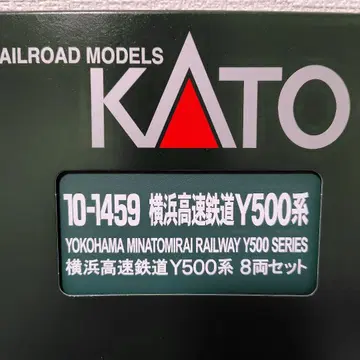 RAILROAD MODELS
KATO
10-1459 横浜高速鉄道Y500系
YOKOHAMA MINATOMIRAI RAILWAY Y500 SERIES
横浜高速鉄道Y500系 8両セット